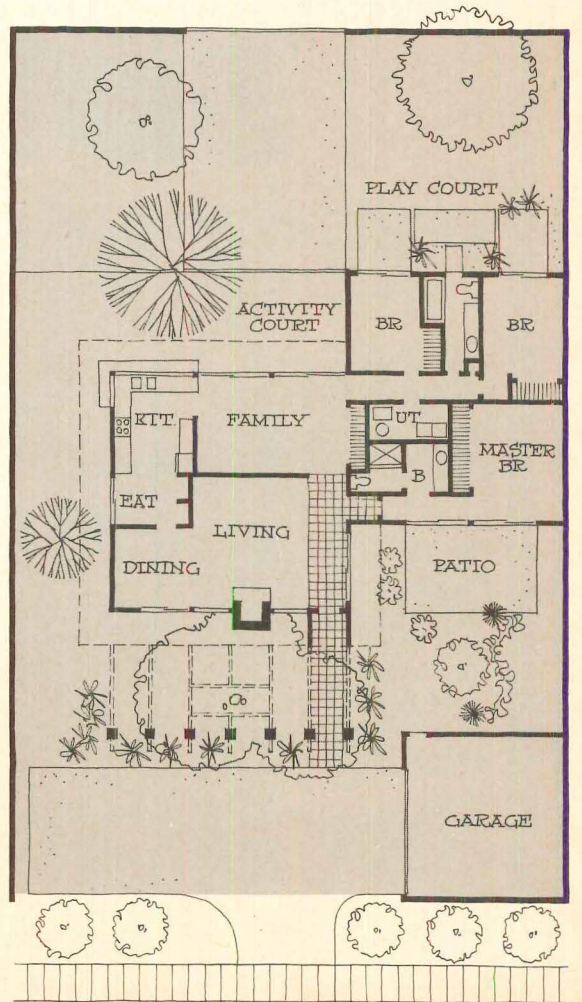 PLAY COURT
ACTIVITY
COURT
BR
BR
KIT
FAMILY
UT
MASTER
BR
B
EAT
LIVING
DINING
PATIO
GARAGE